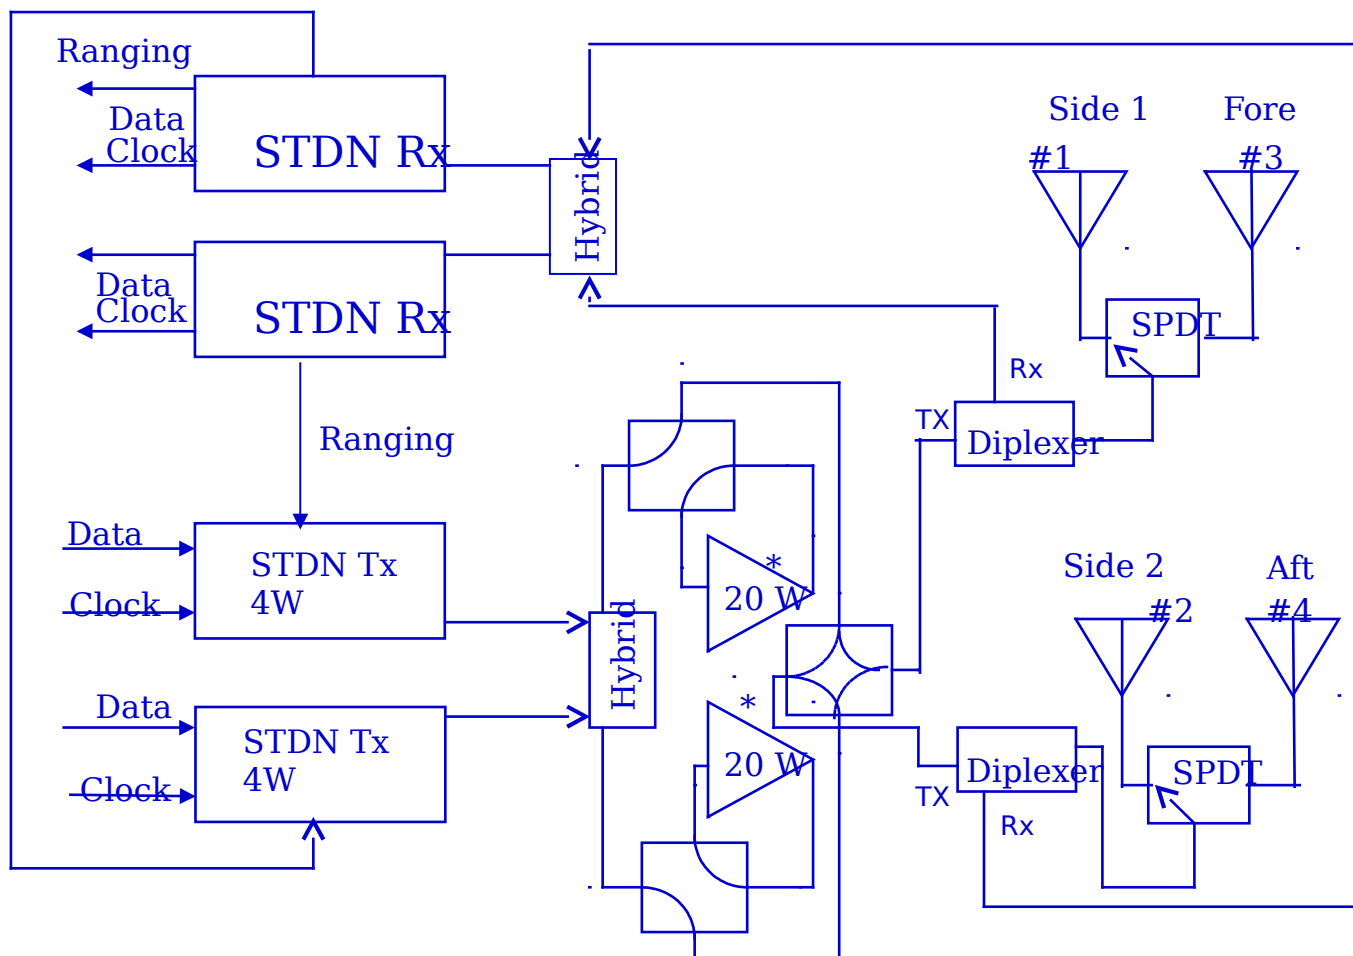 Ranging
Data
Clock
STDN Rx
Hybrid
Side 1
Fore
#1
#3
Data
Clock
STDN Rx
SPDT
Rx
TX
Diplexer
Ranging
Data
Clock
STDN Tx
4W
*
20 W
Hybrid
Side 2
Aft
#2
#4
Data
Clock
STDN Tx
4W
*
20 W
Diplexer
TX
Rx
SPDT